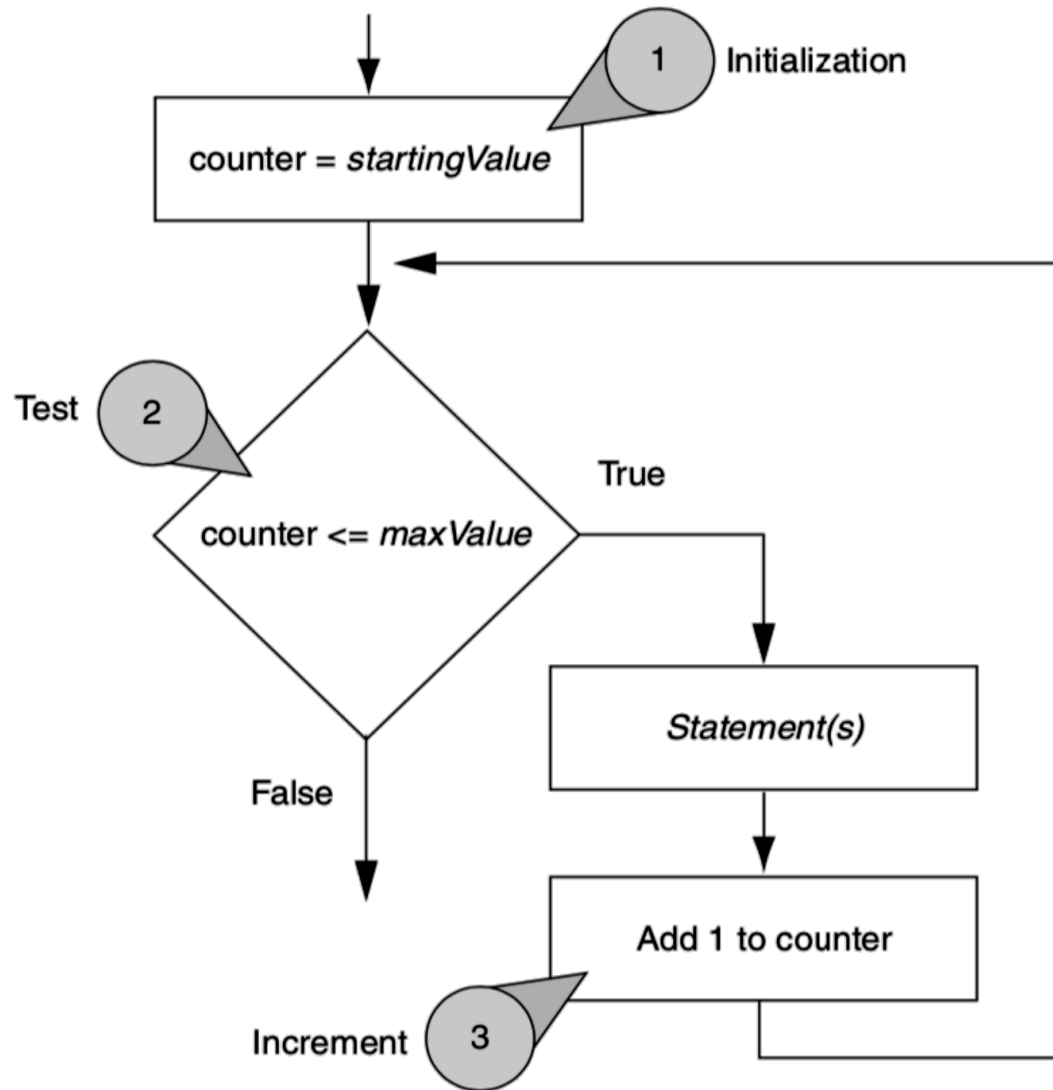 1 Initialization
counter = startingValue
Test 2
True
counter <= maxValue
Statement(s)
False
Add 1 to counter
Increment 3